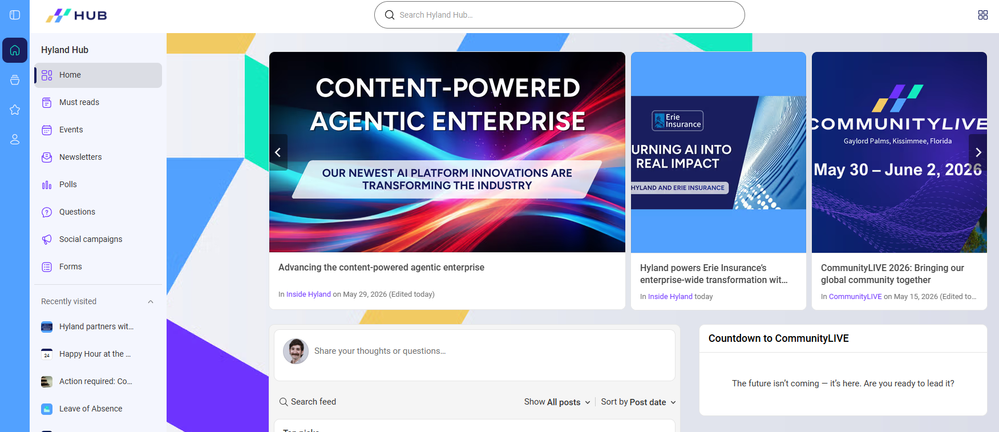 HUB
Search Hyland Hub...
Hyland Hub
Home
Must reads
Events
Newsletters
Polls
Questions
Social campaigns
Forms
Recently visited
Hyland partners wit...
24
Happy Hour at the ...
Action required: Co...
Leave of Absence
CONTENT-POWERED
AGENTIC ENTERPRISE
OUR NEWEST AI PLATFORM INNOVATIONS ARE
TRANSFORMING THE INDUSTRY
Advancing the content-powered agentic enterprise
In Inside Hyland on May 29, 2026 (Edited today)
Erie
Insurance
URNING AI INTO
REAL IMPACT
HYLAND AND ERIE INSURANCE
Hyland powers Erie Insurance’s
enterprise-wide transformation wit...
In Inside Hyland today
COMMUNITYLIVE
Gaylord Palms, Kissimmee, Florida
May 30 – June 2, 2026
CommunityLIVE 2026: Bringing our
global community together
In CommunityLIVE on May 15, 2026 (Edited to...
Share your thoughts or questions...
Search feed
Show All posts
Sort by Post date
Top picks
Countdown to CommunityLIVE
The future isn’t coming — it’s here. Are you ready to lead it?